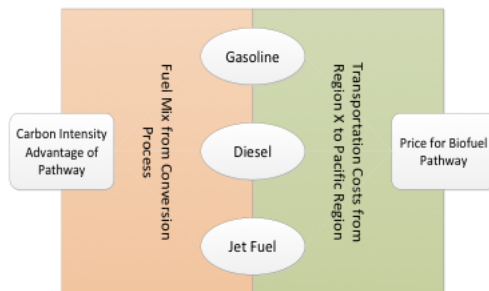 Gasoline
Carbon Intensity
Advantage of
Pathway
Fuel Mix from Conversion
Process
Diesel
Transportation Costs from
Region X to Pacific Region
Price for Biofuel
Pathway
Jet Fuel